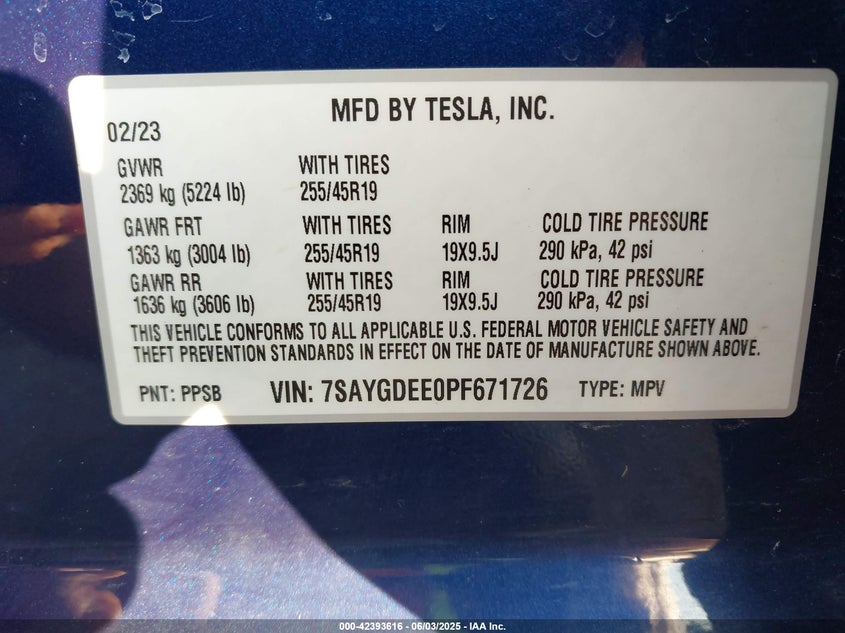 MFD BY TESLA, INC.
02/23
GVWR WITH TIRES
2369 kg (5224 lb) 255/45R19
GAWR FRT WITH TIRES RIM COLD TIRE PRESSURE
1363 kg (3004 lb) 255/45R19 19X9.5J 290 kPa, 42 psi
GAWR RR WITH TIRES RIM COLD TIRE PRESSURE
1636 kg (3606 lb) 255/45R19 19X9.5J 290 kPa, 42 psi
THIS VEHICLE CONFORMS TO ALL APPLICABLE U.S. FEDERAL MOTOR VEHICLE SAFETY AND
THEFT PREVENTION STANDARDS IN EFFECT ON THE DATE OF MANUFACTURE SHOWN ABOVE.
PNT: PPSB VIN: 7SAYGDEE0PF671726 TYPE: MPV
000-42393616 - 06/03/2025 - IAA Inc.